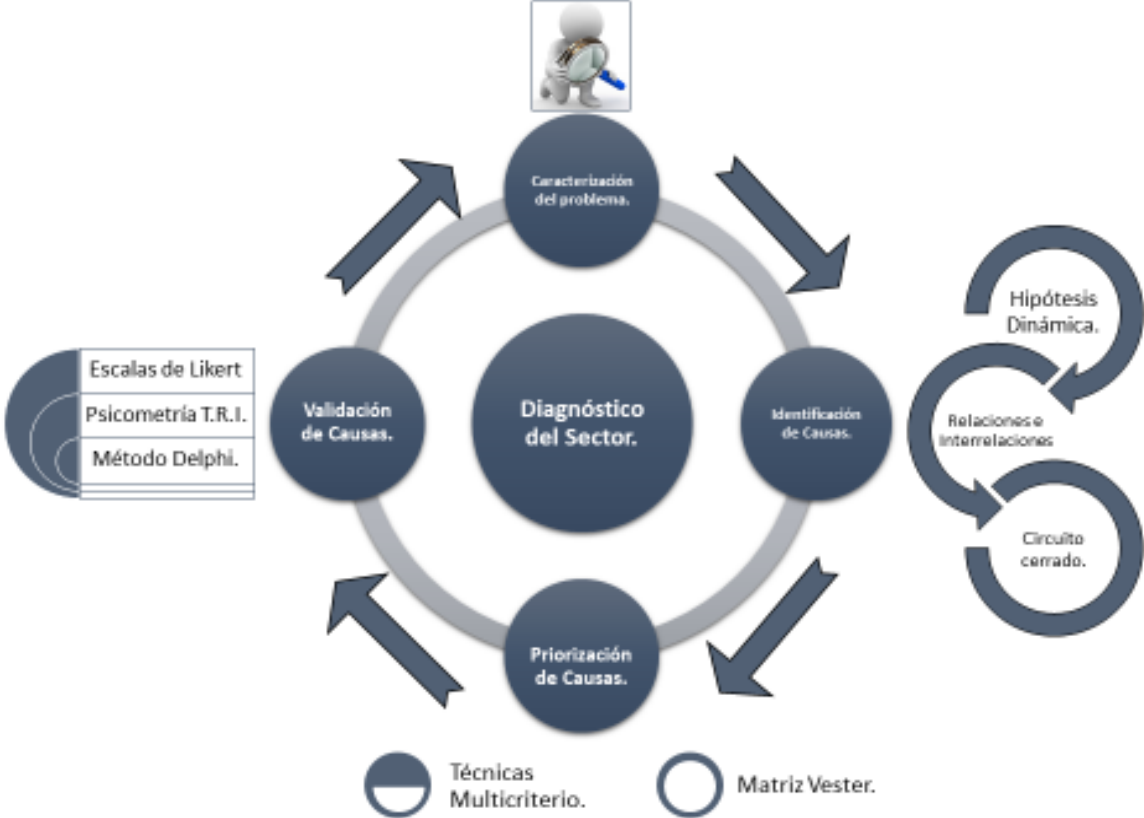 Caracterización
del problema.
Hipótesis
Dinámica.
Escalas de Likert
Psicometría T.R.I.
Método Delphi.
Validación
de Causas.
Diagnóstico
del Sector.
Identificación
de Causas.
Relaciones e
Interrelaciones
Circuito
cerrado.
Priorización
de Causas.
Técnicas
Multicriterio.
Matriz Vester.